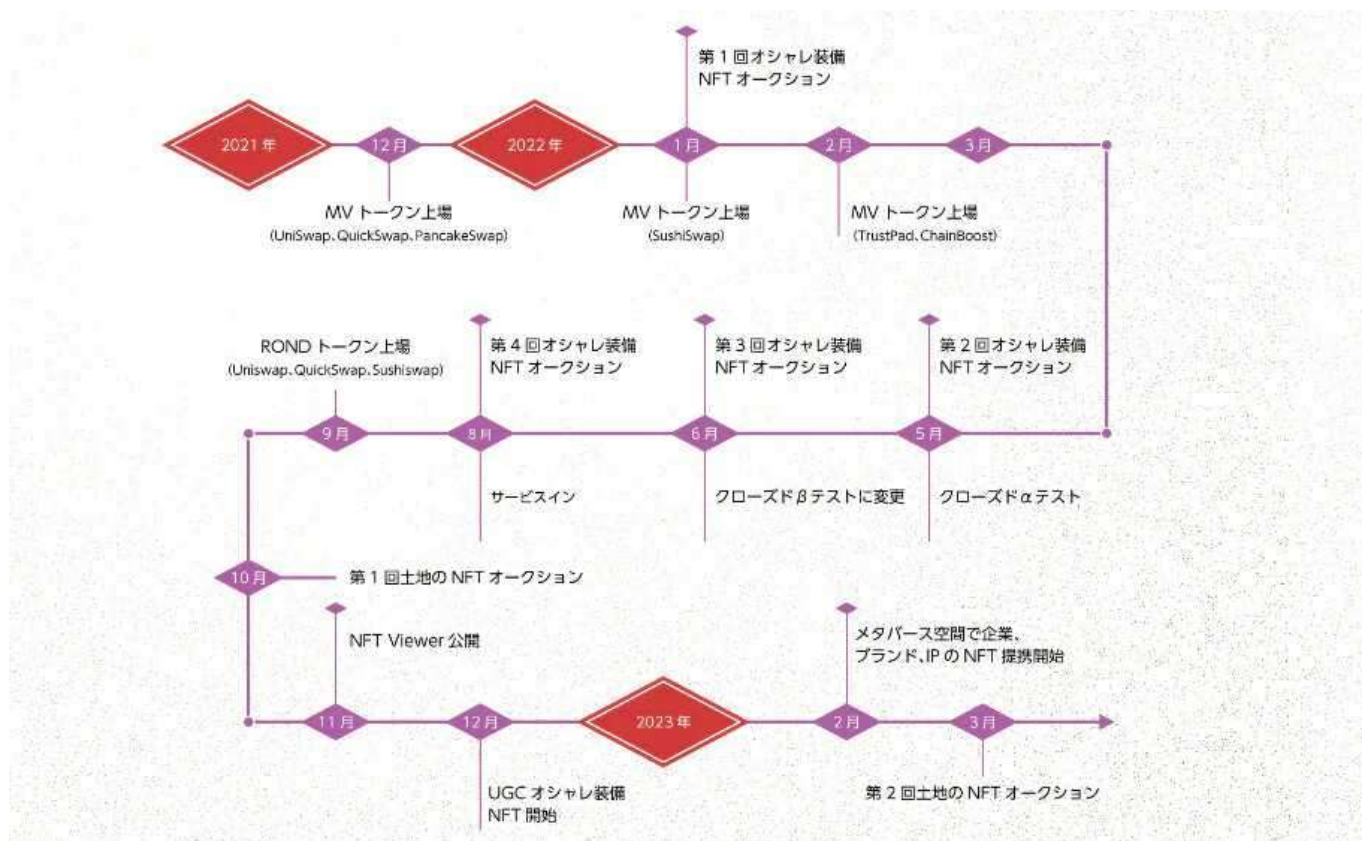 第1回オシャレ装備
NFTオークション
2021年
12月
2022年
1月
2月
3月
MVトークン上場
(UniSwap、QuickSwap、PancakeSwap)
MVトークン上場
(SushiSwap)
MVトークン上場
(TrustPad、ChainBoost)
第2回オシャレ装備
NFTオークション
5月
クローズドαテスト
第3回オシャレ装備
NFTオークション
6月
クローズドβテストに変更
第4回オシャレ装備
NFTオークション
8月
サービスイン
RONDトークン上場
(Uniswap、QuickSwap、Sushiswap)
9月
10月
第1回土地のNFTオークション
NFT Viewer公開
11月
12月
UGCオシャレ装備
NFT開始
2023年
メタバース空間で企業、
ブランド、IPのNFT提携開始
2月
3月
第2回土地のNFTオークション